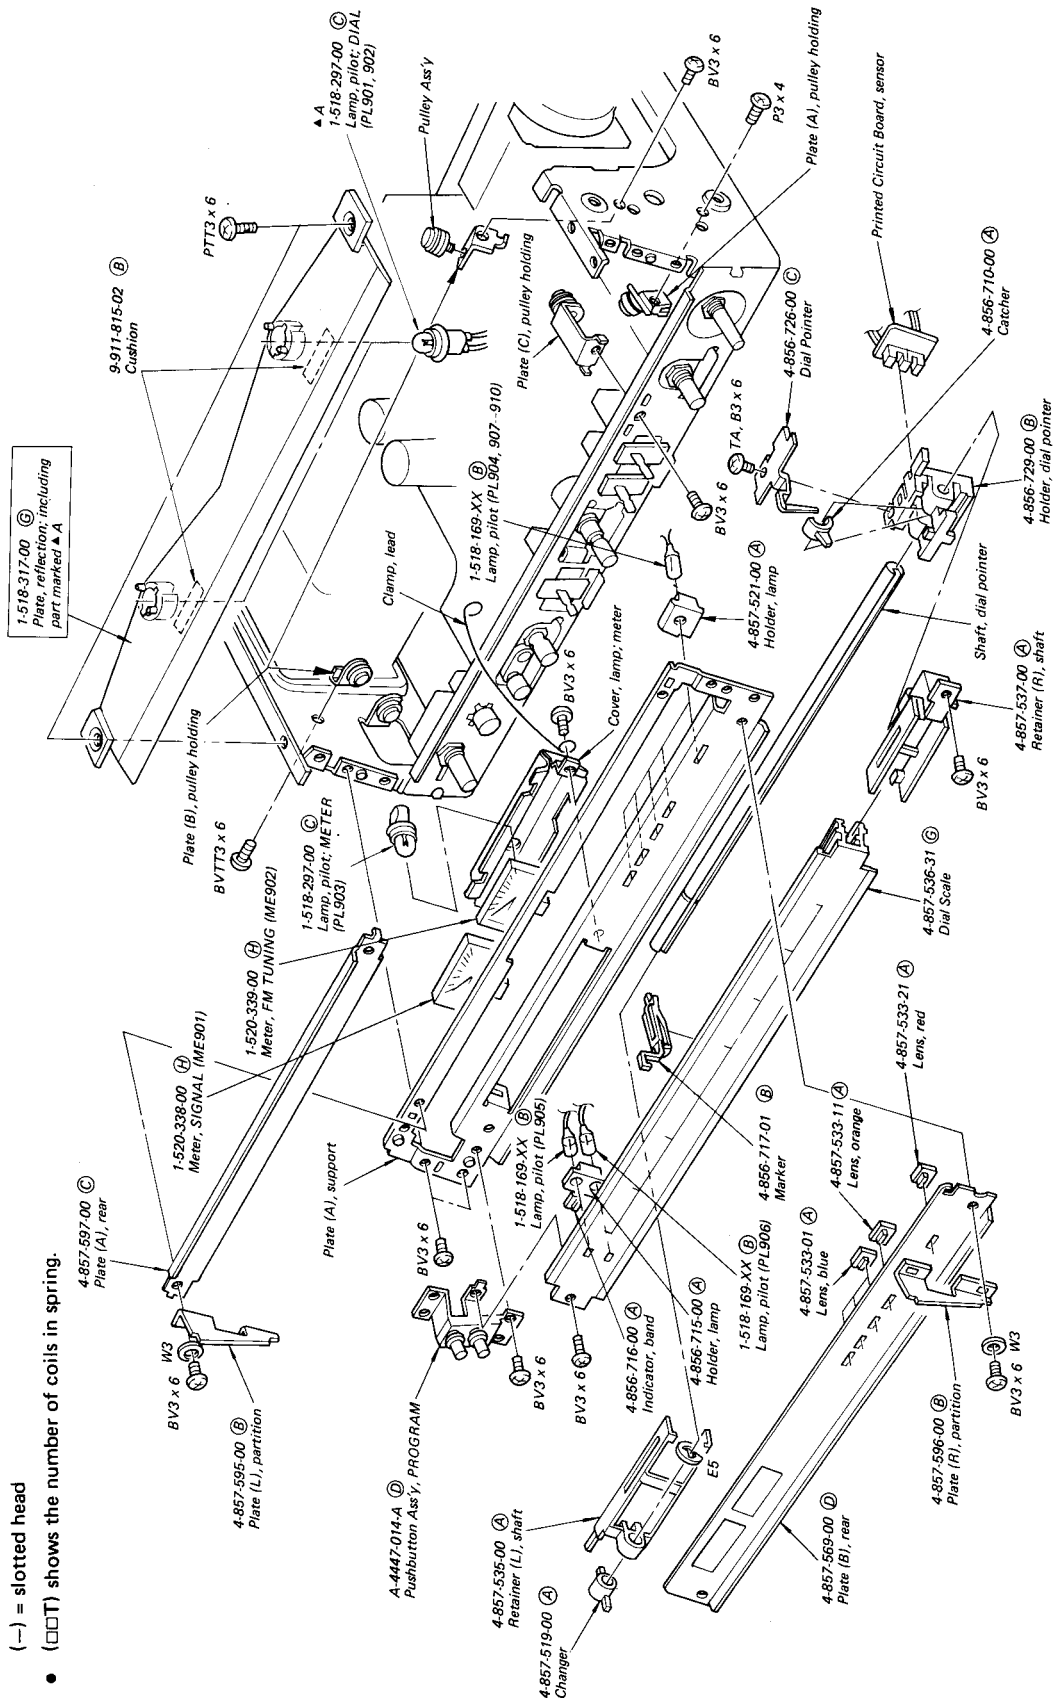 (—) = slotted head
● (□□T) shows the number of coils in spring.
4-857-597-00 Ⓒ
Plate (A), rear
BV3 x 6
W3
4-857-595-00 Ⓑ
Plate (L), partition
1-520-338-00 Ⓗ
Meter, SIGNAL (ME901)
1-520-339-00 Ⓗ
Meter, FM TUNING (ME902)
1-518-297-00 Ⓒ
Lamp, pilot; METER
(PL903)
BVTT3 x 6
Plate (B), pulley holding
1-518-317-00 Ⓖ
Plate, reflection; including
part marked ▲ A
9-911-815-02 Ⓑ
Cushion
PTT3 x 6
▲ A
1-518-297-00 Ⓒ
Lamp, pilot; DIAL
(PL901, 902)
Pulley Ass'y
BV3 x 6
P3 x 4
Plate (A), pulley holding
Plate (C), pulley holding
BV3 x 6
1-518-169-XX Ⓑ
Lamp, pilot (PL904, 907--910)
Clamp, lead
BV3 x 6
Cover, lamp; meter
4-857-521-00 Ⓐ
Holder, lamp
TA, B3 x 6
4-856-726-00 Ⓒ
Dial Pointer
Printed Circuit Board, sensor
4-856-710-00 Ⓐ
Catcher
4-856-729-00 Ⓑ
Holder, dial pointer
Shaft, dial pointer
4-857-537-00 Ⓐ
Retainer (R), shaft
BV3 x 6
4-857-536-31 Ⓖ
Dial Scale
Plate (A), support
BV3 x 6
A-4447-014-A Ⓓ
Pushbutton Ass'y, PROGRAM
BV3 x 6
1-518-169-XX Ⓑ
Lamp, pilot (PL905)
4-856-717-01 Ⓑ
Marker
1-518-169-XX Ⓑ
Lamp, pilot (PL906)
4-856-715-00 Ⓐ
Holder, lamp
4-856-716-00 Ⓐ
Indicator, band
BV3 x 6
4-857-535-00 Ⓐ
Retainer (L), shaft
4-857-519-00 Ⓐ
Changer
E5
4-857-533-21 Ⓐ
Lens, red
4-857-533-11 Ⓐ
Lens, orange
4-857-533-01 Ⓐ
Lens, blue
4-857-596-00 Ⓑ
Plate (R), partition
BV3 x 6
W3
4-857-569-00 Ⓓ
Plate (B), rear